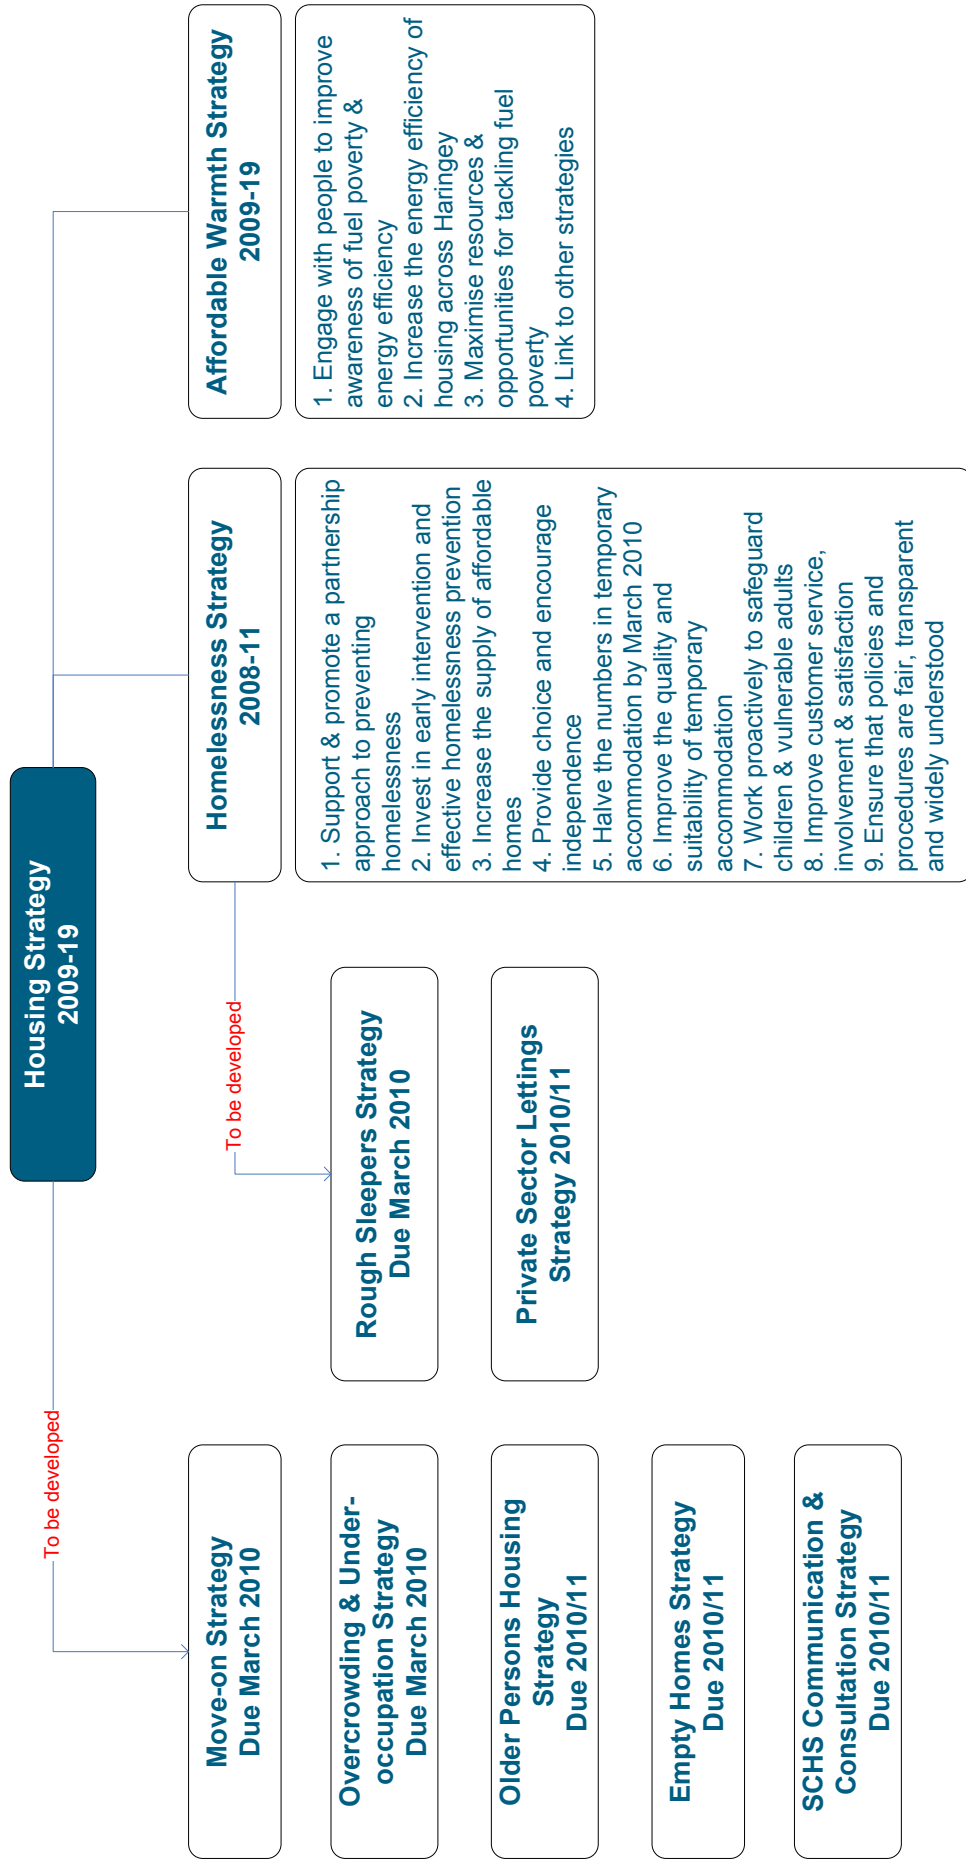 Housing Strategy
2009-19
To be developed
Move-on Strategy
Due March 2010
Overcrowding & Under-
occupation Strategy
Due March 2010
Older Persons Housing
Strategy
Due 2010/11
Empty Homes Strategy
Due 2010/11
SCHS Communication &
Consultation Strategy
Due 2010/11
To be developed
Rough Sleepers Strategy
Due March 2010
Private Sector Lettings
Strategy 2010/11
Homelessness Strategy
2008-11
1. Support & promote a partnership
approach to preventing
homelessness
2. Invest in early intervention and
effective homelessness prevention
3. Increase the supply of affordable
homes
4. Provide choice and encourage
independence
5. Halve the numbers in temporary
accommodation by March 2010
6. Improve the quality and
suitability of temporary
accommodation
7. Work proactively to safeguard
children & vulnerable adults
8. Improve customer service,
involvement & satisfaction
9. Ensure that policies and
procedures are fair, transparent
and widely understood
Affordable Warmth Strategy
2009-19
1. Engage with people to improve
awareness of fuel poverty &
energy efficiency
2. Increase the energy efficiency of
housing across Haringey
3. Maximise resources &
opportunities for tackling fuel
poverty
4. Link to other strategies